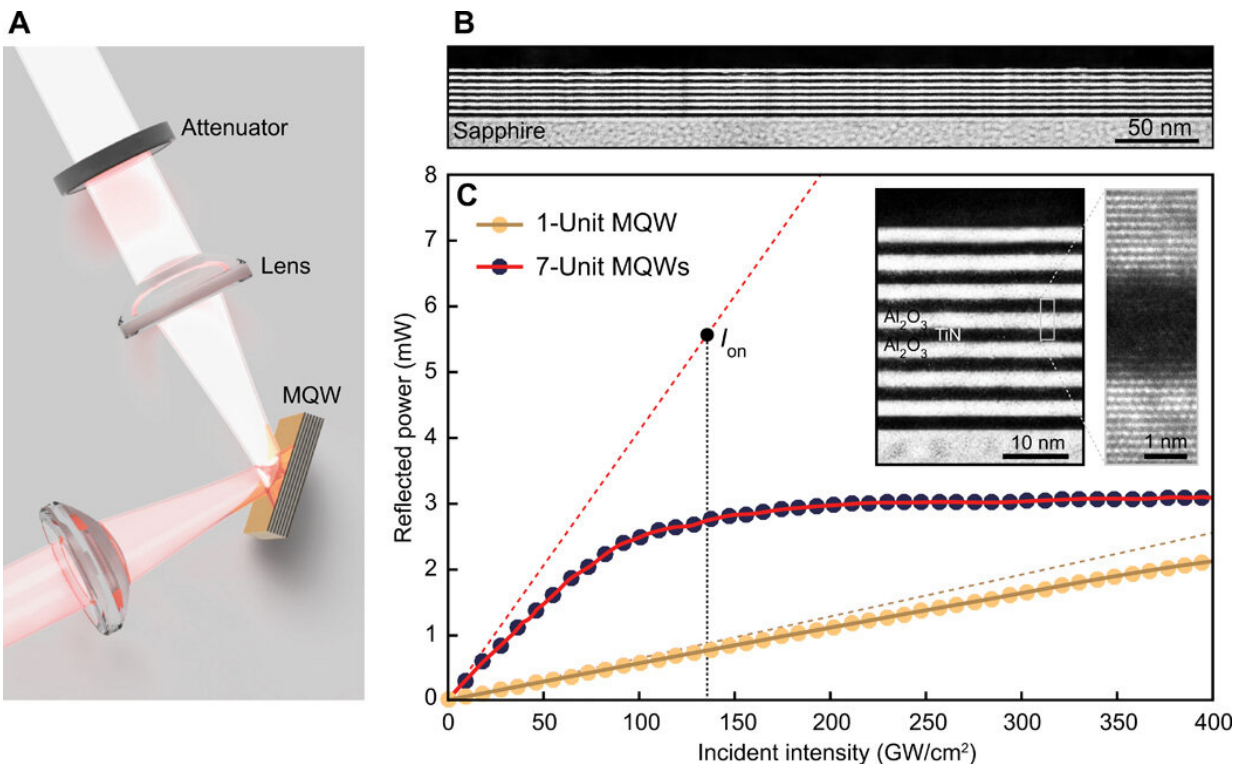 A
Attenuator
Lens
MQW
B
Sapphire
50 nm
C
1-Unit MQW
7-Unit MQWs
I_on
Al₂O₃
TiN
Al₂O₃
10 nm
1 nm
Reflected power (mW)
8
7
6
5
4
3
2
1
0
0 50 100 150 200 250 300 350 400
Incident intensity (GW/cm²)